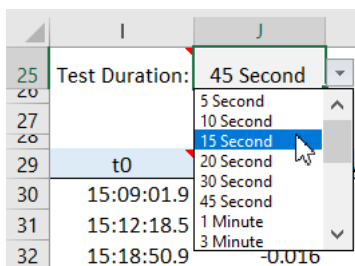 I J
25 Test Duration: 45 Second
26 5 Second
27 10 Second
28 15 Second
29 t0 20 Second
30 15:09:01.9 30 Second
45 Second
31 15:12:18.5 1 Minute
3 Minute
32 15:18:50.9 -0.016